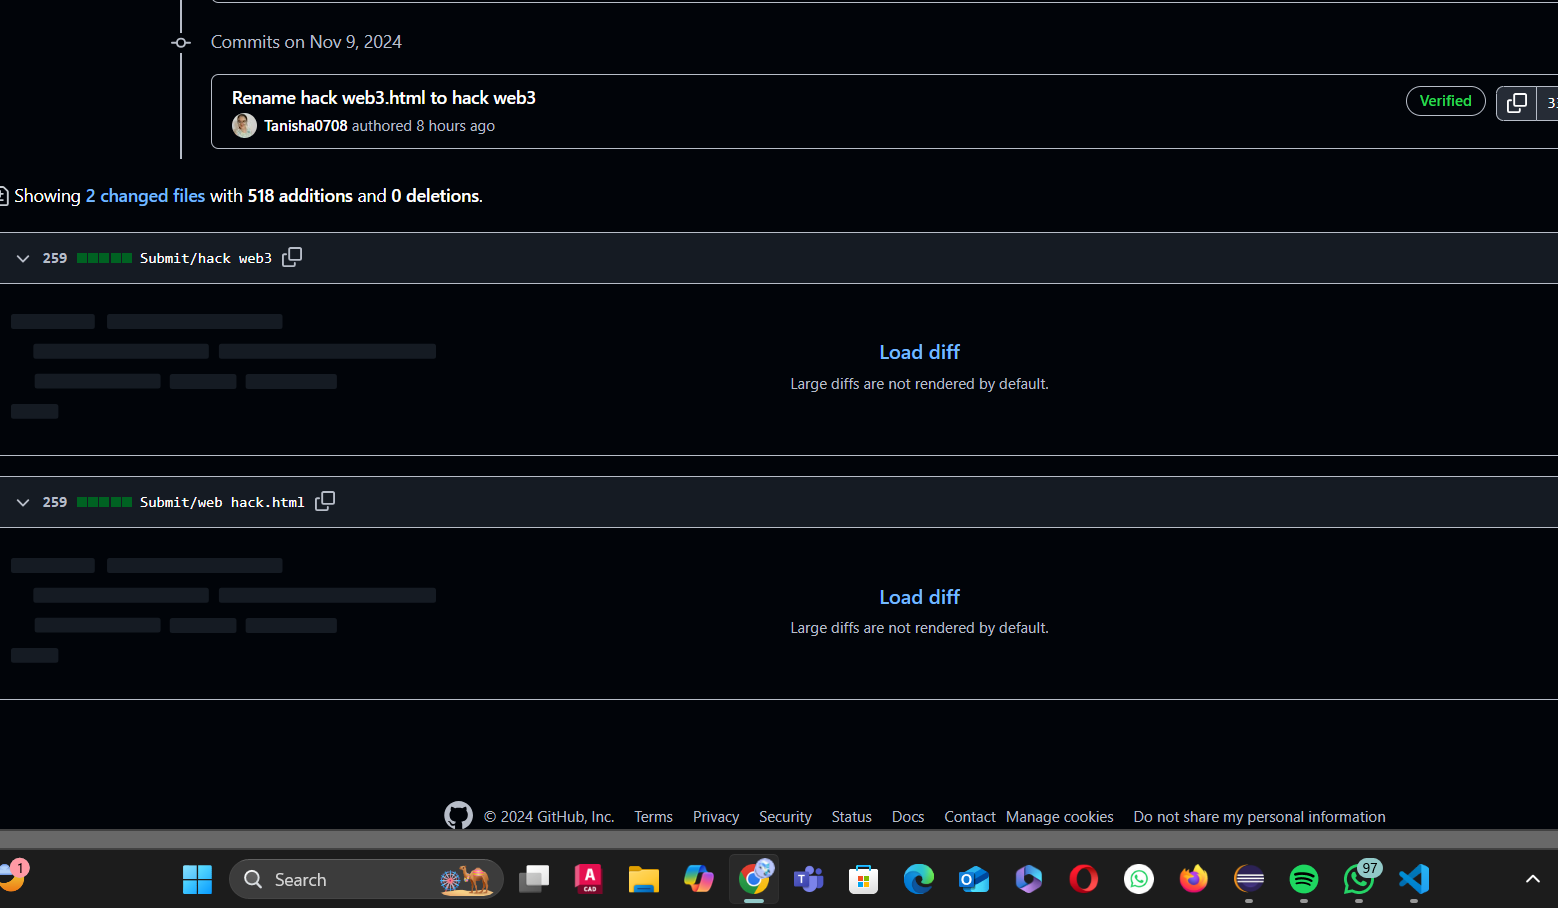 Commits on Nov 9, 2024
Rename hack web3.html to hack web3
Verified
Tanisha0708 authored 8 hours ago
Showing 2 changed files with 518 additions and 0 deletions.
259 Submit/hack web3
Load diff
Large diffs are not rendered by default.
259 Submit/web hack.html
Load diff
Large diffs are not rendered by default.
© 2024 GitHub, Inc. Terms Privacy Security Status Docs Contact Manage cookies Do not share my personal information
1
Search
A
CAD
T
O
97